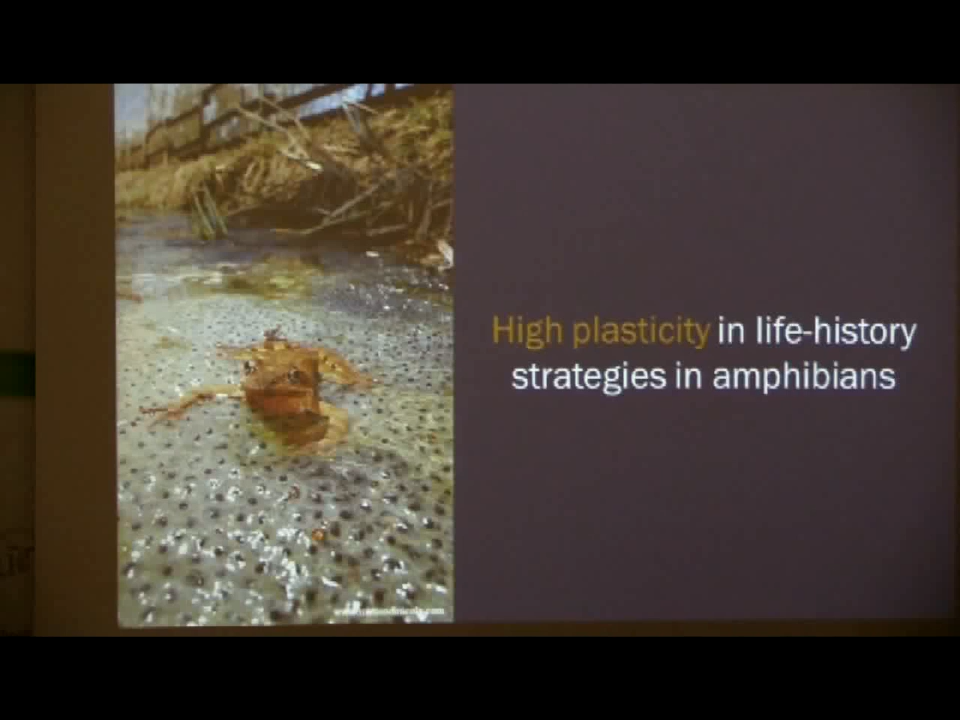 High plasticity in life-history
strategies in amphibians